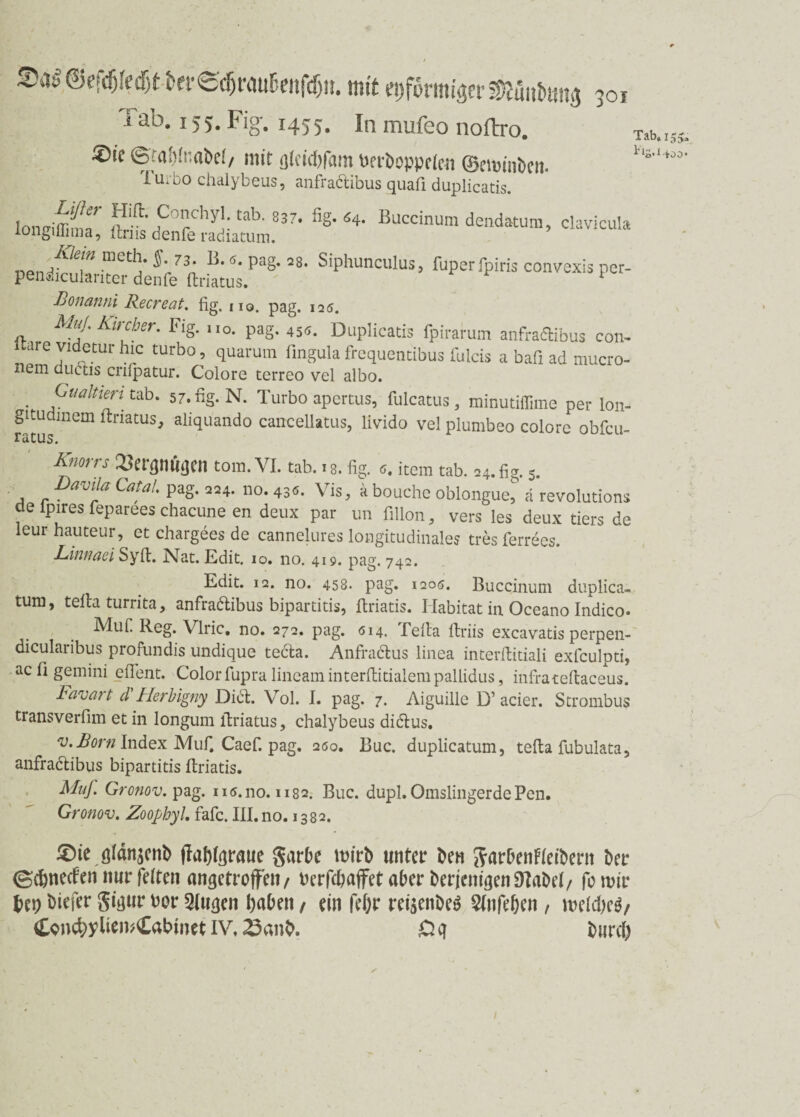 Das Geschlecht der Schraubenschn. mit eyförmiger Mündung 301
Tab. 155. Fig. 1455. In museo nostro.
Tab. 155.
Fig. 1455.
Die Stahlnadel, mit gleichsam verdoppelten Gewinden.
Turbo chalybeus, anfractibus quasi duplicatis.
Lister Hist. Conchyl. tab. 837. fig. 64. Buccinum dendatum, clavicula
longissima, striis dense radiatum.
Klein meth. §. 73. B. 6. pag. 28. Siphunculus, super spiris convexis per-
pendiculariter dense striatus.
Bonanni Recreat. fig. 110. pag. 126.
Mus. Kircher. Fig. 110. pag. 456. Duplicatis spirarum anfractibus con-
stare videtur hic turbo, quarum singula frequentibus sulcis a basi ad mucro-
nem ductis crispatur. Colore terreo vel albo.
Gualtieri tab. 57. fig. N. Turbo apertus, sulcatus, minutissime per lon-
gitudinem striatus, aliquando cancellatus, livido vel plumbeo colore obscu-
ratus.
Knorrs Vergnügen tom. VI. tab. 18. fig. 6. item tab. 24. fig. 5.
Davila Catal. pag. 224. no. 436. Vis, à bouche oblongue, á revolutions
de spires separées chacune en deux par un sillon, vers les deux tiers de
leur hauteur, et chargées de cannelures longitudinales très serrées.
Linnaei Syst. Nat. Edit. 10. no. 419. pag. 742.
Edit. 12. no. 458. pag. 1206. Buccinum duplica-
tum, testa turrita, anfractibus bipartitis, striatis. Habitat in Oceano Indico.
Mus. Reg. Vlric. no. 272. pag. 614. Testa striis excavatis perpen-
dicularibus profundis undique tecta. Anfractus linea interstitiali exsculpti,
ac si gemini essent. Color supra lineam interstitialem pallidus, infra testaceus.
Favart d'Herbigny Dict. Vol. I. pag. 7. Aiguille D'acier. Strombus
transversim et in longum striatus, chalybeus dictus.
v. Born Index Mus. Caes. pag. 260. Buc. duplicatum, testa subulata,
anfractibus bipartitis striatis.
Mus. Gronov. pag. 116. no. 1182. Buc. dupl. Omslingerde Pen.
Gronov. Zoophyl. fasc. III. no. 1382.
Die glänzend stahlgraue Farbe wird unter den Farbenkleidern der
Schnecken nur selten angetroffen, verschaffet aber derjenigen Nadel, so wir
bey dieser Figur vor Augen haben, ein sehr reizendes Ansehen, welches,
Conchylien-Cabinet IV. Band. Qq durch